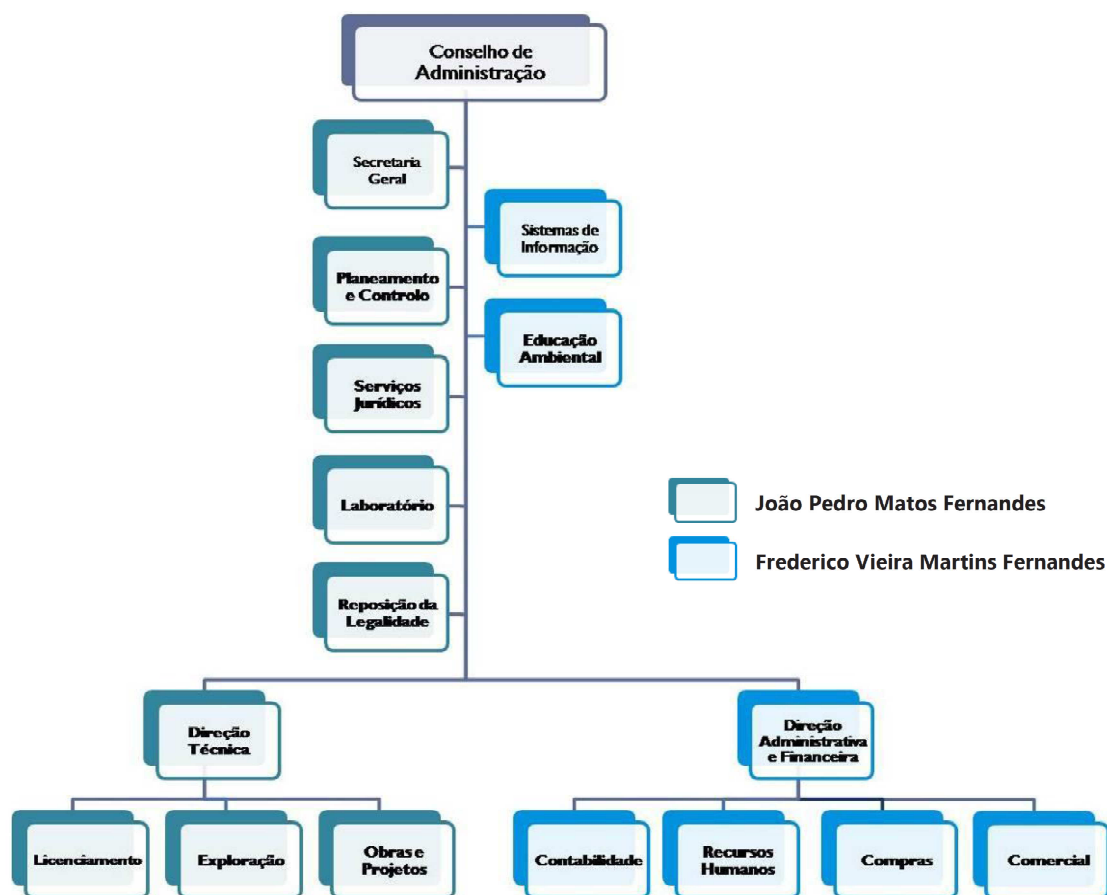 Conselho de
Administração
Secretaria
Geral
Sistemas de
Informação
Planeamento
e Controlo
Educação
Ambiental
Serviços
Jurídicos
Laboratório
João Pedro Matos Fernandes
Frederico Vieira Martins Fernandes
Reposição da
Legalidade
Direção
Técnica
Direção
Administrativa
e Financeira
Licenciamento
Exploração
Obras e
Projetos
Contabilidade
Recursos
Humanos
Compras
Comercial